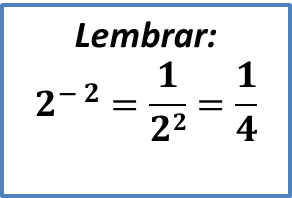 Lembrar:
2⁻² = 1/2² = 1/4